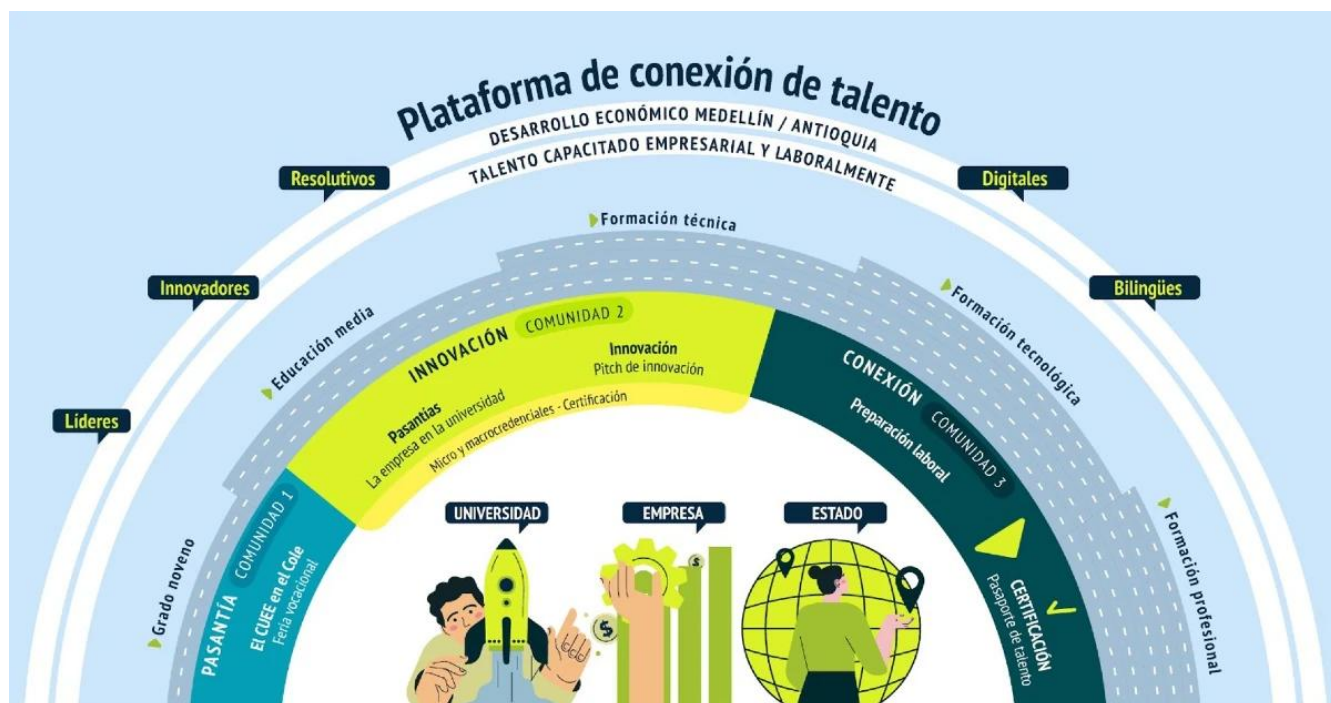 Plataforma de conexión de talento
DESARROLLO ECONÓMICO MEDELLÍN / ANTIOQUIA
TALENTO CAPACITADO EMPRESARIAL Y LABORALMENTE
Líderes
Innovadores
Resolutivos
Digitales
Bilingües
Grado noveno
Educación media
Formación técnica
Formación tecnológica
Formación profesional
PASANTÍA
COMUNIDAD 1
El CUEE en el Cole
Feria vocacional
INNOVACIÓN
COMUNIDAD 2
Pasantías
La empresa en la universidad
Innovación
Pitch de innovación
Micro y macrocredenciales - Certificación
CONEXIÓN
COMUNIDAD 3
Preparación laboral
CERTIFICACIÓN
Pasaporte de talento
UNIVERSIDAD
EMPRESA
ESTADO
$
$